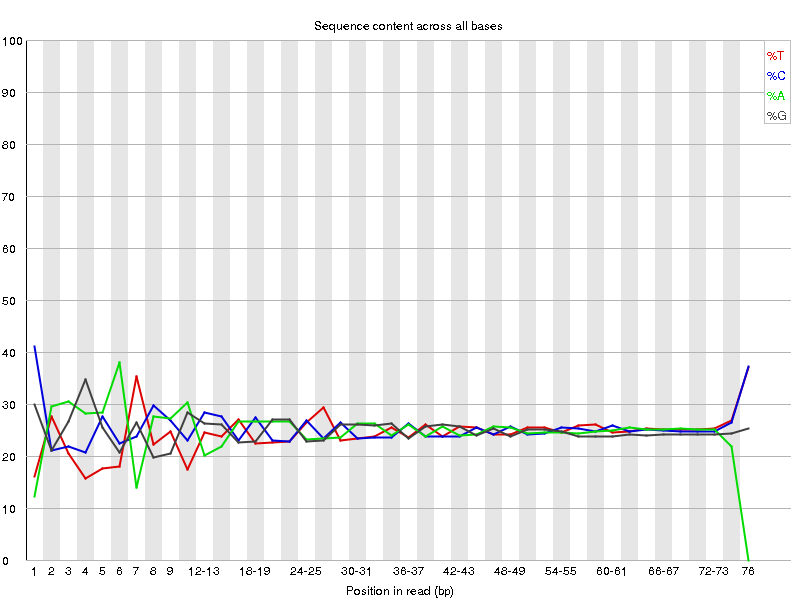 Sequence content across all bases
100
90
80
70
60
50
40
30
20
10
0
%T
%C
%A
%G
1 2 3 4 5 6 7 8 9 12-13 18-19 24-25 30-31 36-37 42-43 48-49 54-55 60-61 66-67 72-73 76
Position in read (bp)